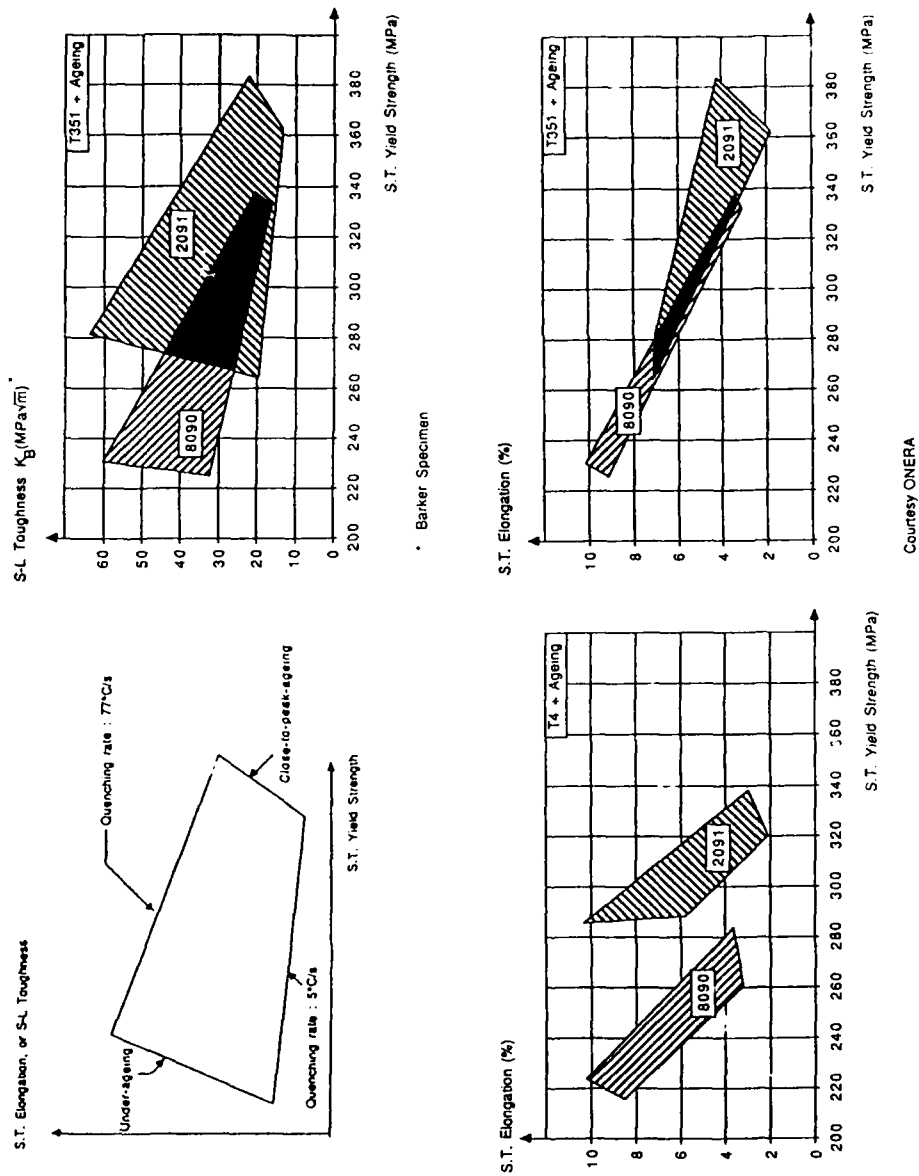 S.T. Elongation, or S-L Toughness
Quenching rate : 77°C/s
Under-ageing
Close-to-peak-ageing
Quenching rate : 5°C/s
S.T. Yield Strength
S-L Toughness KB(MPa√m)*
T351 + Ageing
60
50
40
30
20
10
0
2091
8090
200 220 240 260 280 300 320 340 360 380
S.T. Yield Strength (MPa)
* Barker Specimen
S.T. Elongation (%)
T4 + Ageing
10
8
6
4
2
0
8090
2091
200 220 240 260 280 300 320 340 360 380
S.T. Yield Strength (MPa)
S.T. Elongation (%)
T351 + Ageing
10
8
6
4
2
0
8090
2091
200 220 240 260 280 300 320 340 360 380
S.T. Yield Strength (MPa)
Courtesy ONERA